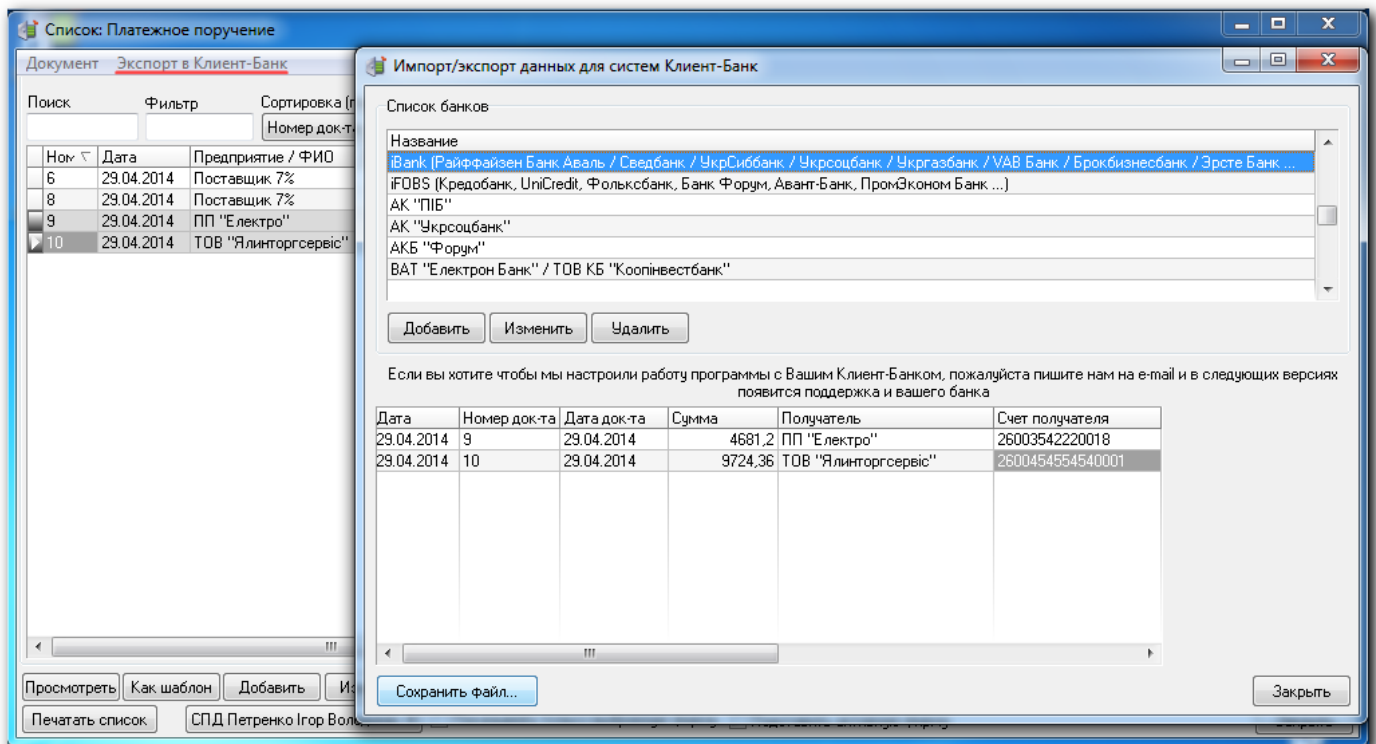 Список: Платежное поручение
Документ Экспорт в Клиент-Банк
Поиск Фильтр Сортировка
Номер док-т
Ном Дата Предприятие / ФИО
6 29.04.2014 Поставщик 7%
8 29.04.2014 Поставщик 7%
9 29.04.2014 ПП "Електро"
10 29.04.2014 ТОВ "Ялинторгсервіс"
Просмотреть Как шаблон Добавить
Печатать список СПД Петренко Ігор
Импорт/экспорт данных для систем Клиент-Банк
Список банков
Название
iBank (Райффайзен Банк Аваль / Сведбанк / УкрСиббанк / Укрсоцбанк / Укргазбанк / VAB Банк / Брокбизнесбанк / Эрсте Банк ...
iFOBS (Кредобанк, UniCredit, Фольксбанк, Банк Форум, Авант-Банк, ПромЭконом Банк ...)
АК "ПІБ"
АК "Укрсоцбанк"
АКБ "Форум"
ВАТ "Електрон Банк" / ТОВ КБ "Коопінвестбанк"
Добавить Изменить Удалить
Если вы хотите чтобы мы настроили работу программы с Вашим Клиент-Банком, пожалуйста пишите нам на e-mail и в следующих версиях
появится поддержка и вашего банка
Дата Номер док-та Дата док-та Сумма Получатель Счет получателя
29.04.2014 9 29.04.2014 4681,2 ПП "Електро" 26003542220018
29.04.2014 10 29.04.2014 9724,36 ТОВ "Ялинторгсервіс" 2600454554540001
Сохранить файл... Закрыть